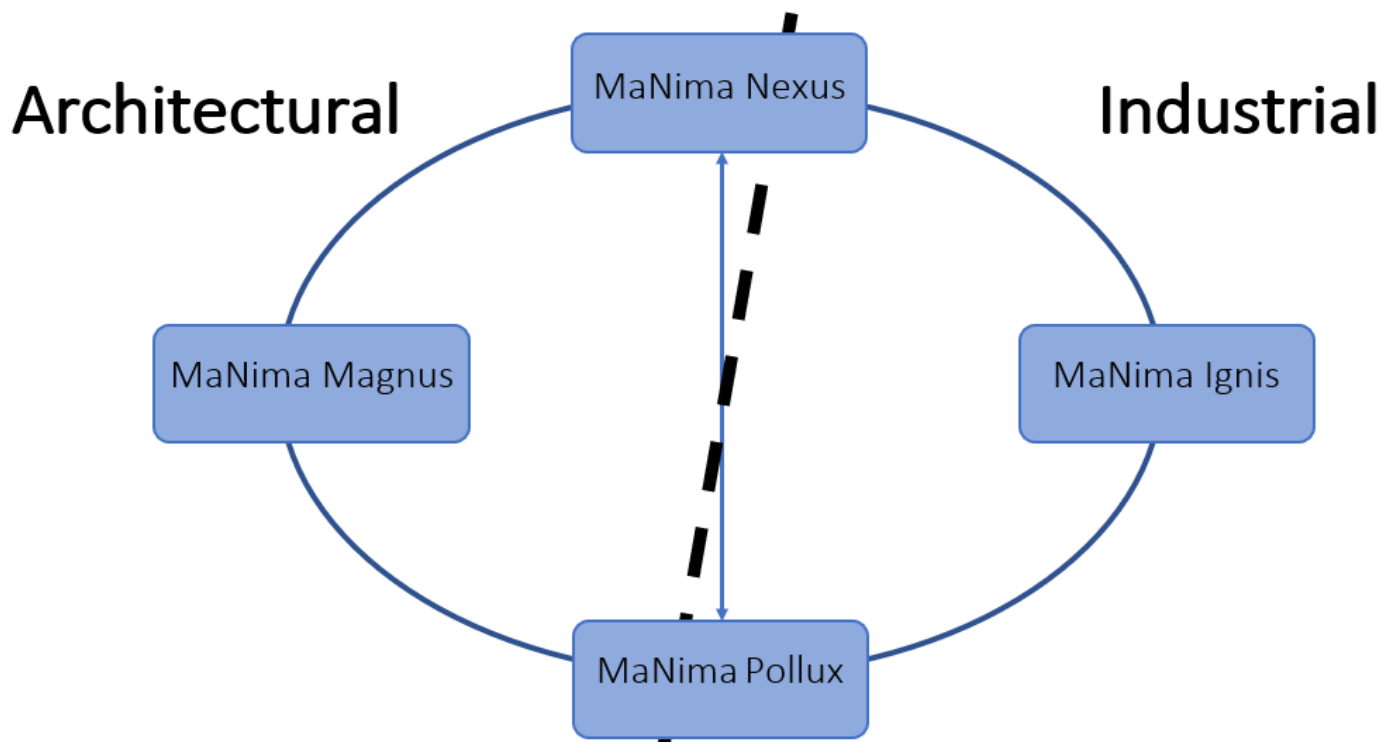 MaNima Nexus
Architectural
Industrial
MaNima Magnus
MaNima Ignis
MaNima Pollux